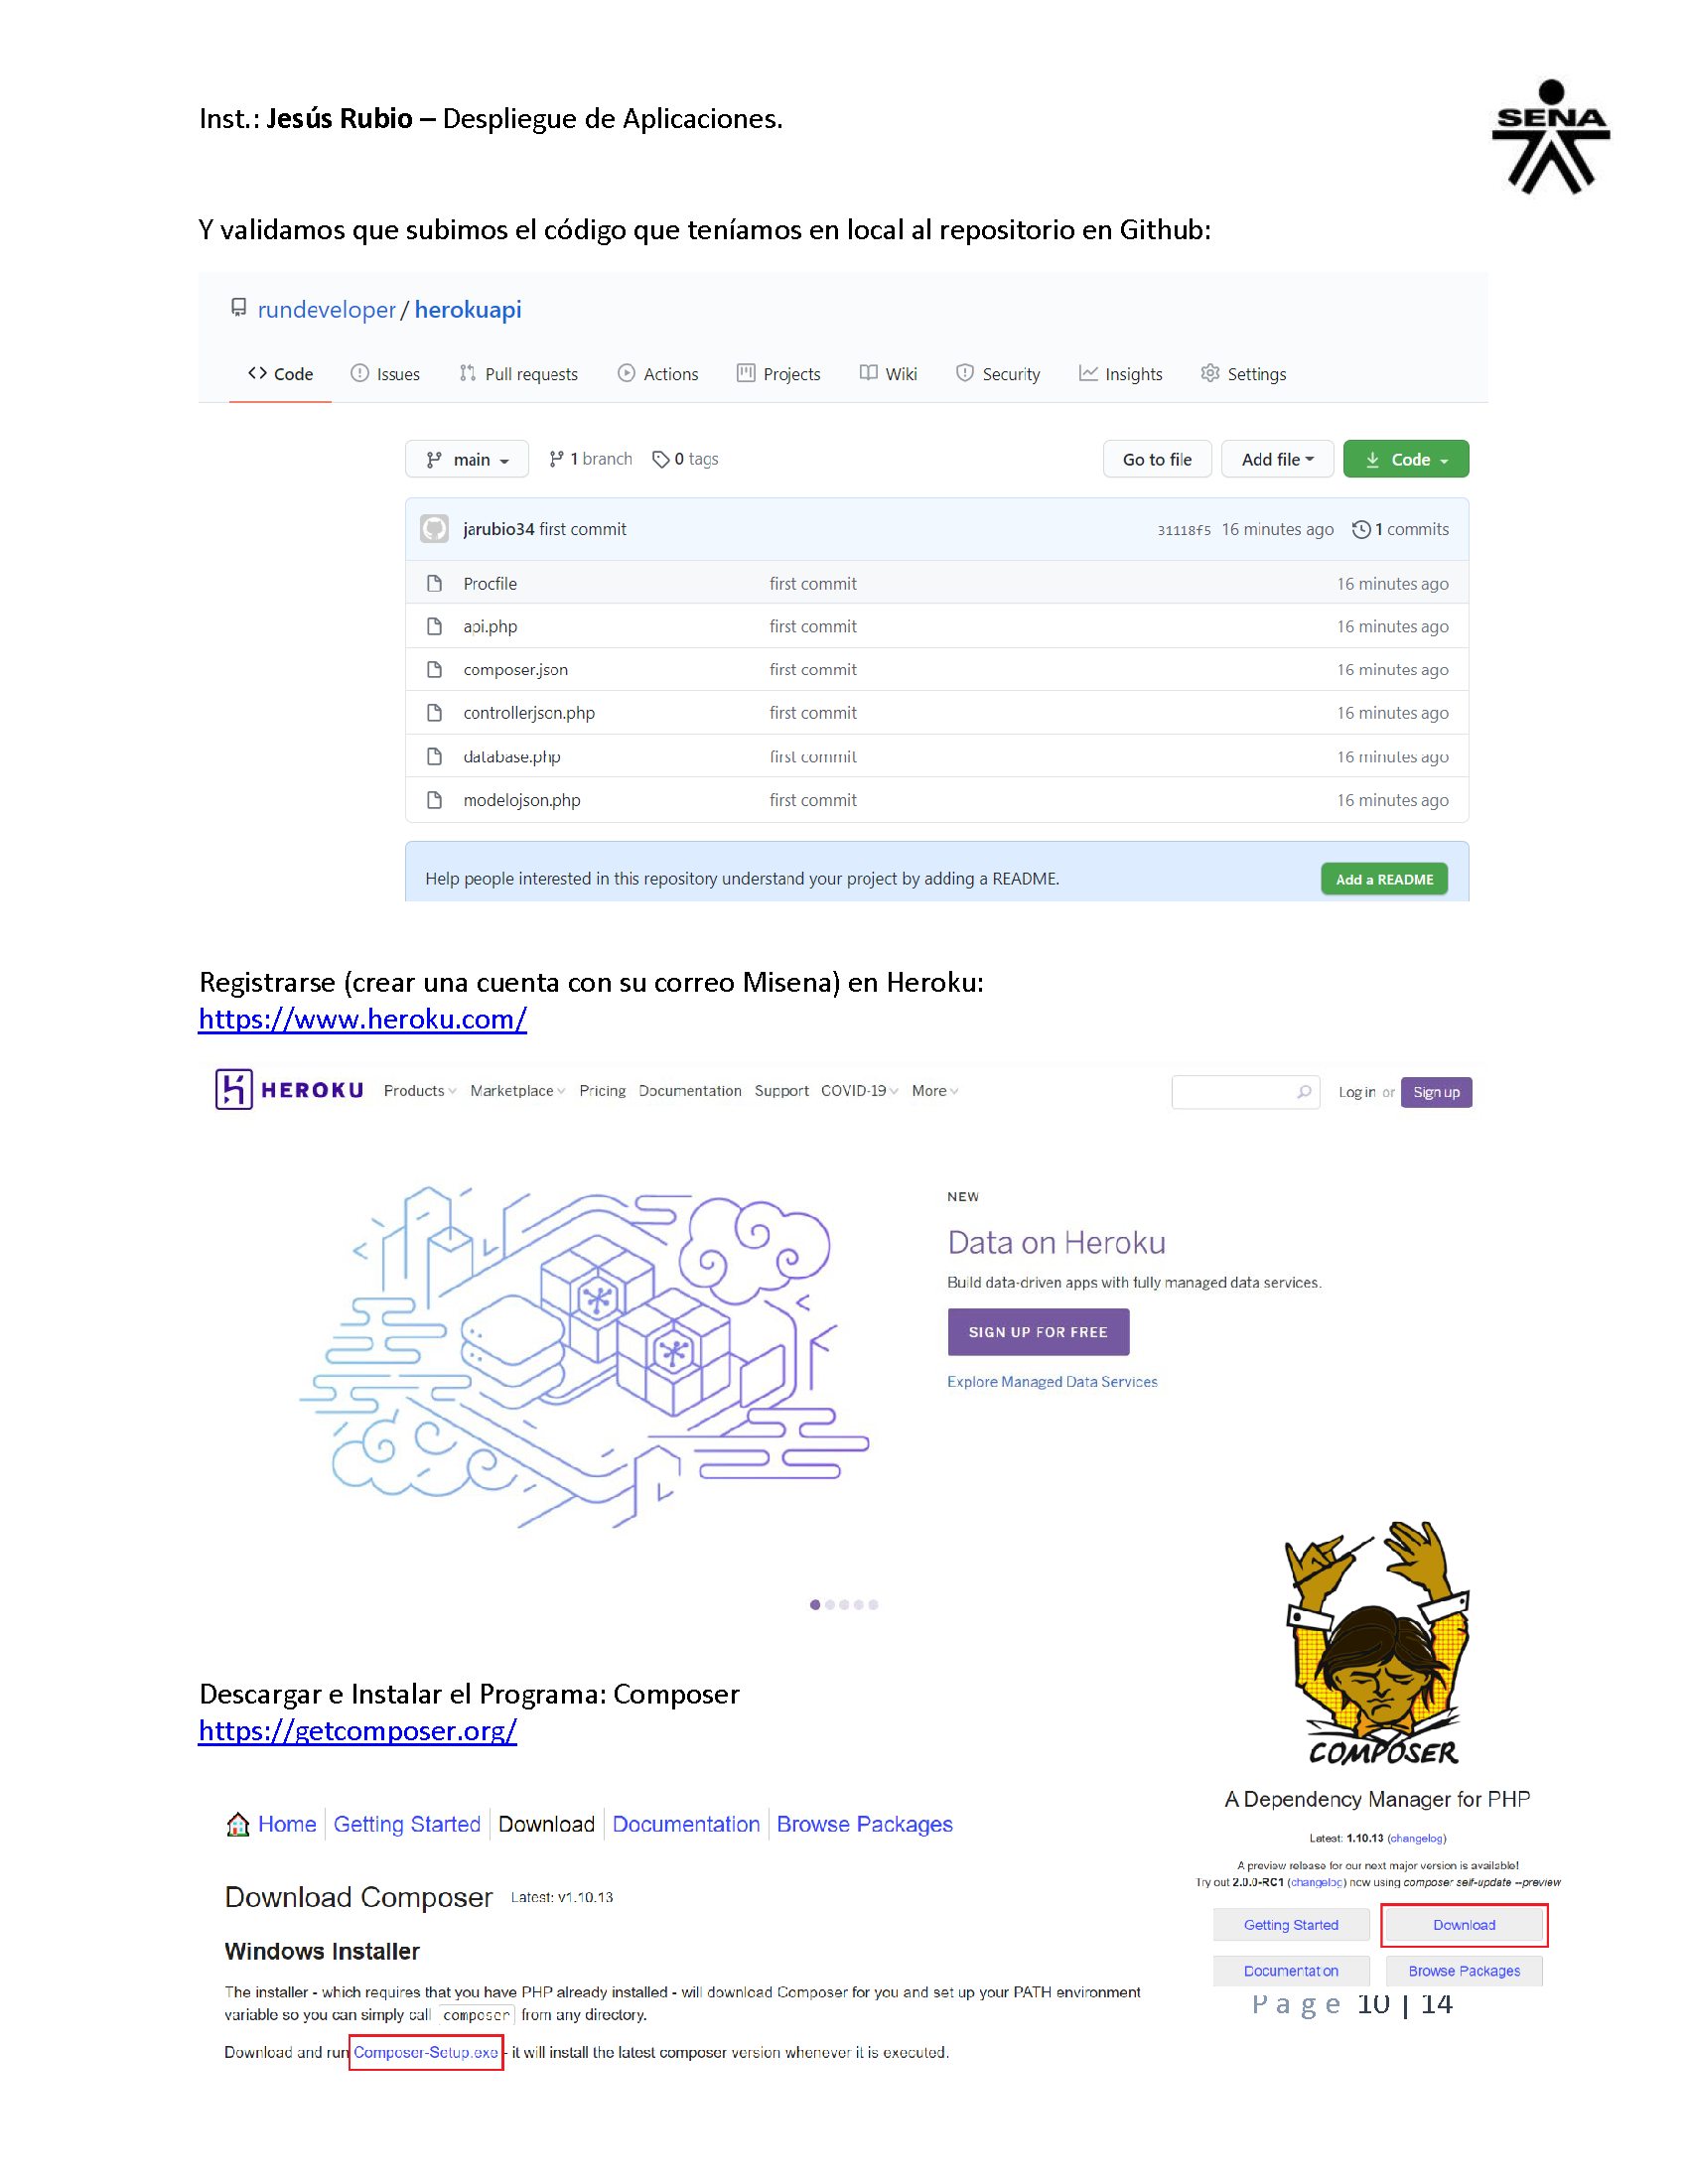 Inst.: Jesús Rubio – Despliegue de Aplicaciones.
SENA
Y validamos que subimos el código que teníamos en local al repositorio en Github:
rundeveloper / herokuapi
Code Issues Pull requests Actions Projects Wiki Security Insights Settings
main 1 branch 0 tags Go to file Add file Code
jarubio34 first commit 31118f5 16 minutes ago 1 commits
Procfile first commit 16 minutes ago
api.php first commit 16 minutes ago
composer.json first commit 16 minutes ago
controllerjson.php first commit 16 minutes ago
database.php first commit 16 minutes ago
modelojson.php first commit 16 minutes ago
Help people interested in this repository understand your project by adding a README. Add a README
Registrarse (crear una cuenta con su correo Misena) en Heroku:
https://www.heroku.com/
HEROKU Products Marketplace Pricing Documentation Support COVID-19 More Log in or Sign up
NEW
Data on Heroku
Build data-driven apps with fully managed data services.
SIGN UP FOR FREE
Explore Managed Data Services
Descargar e Instalar el Programa: Composer
https://getcomposer.org/
Home Getting Started Download Documentation Browse Packages
Download Composer Latest: v1.10.13
Windows Installer
The installer - which requires that you have PHP already installed - will download Composer for you and set up your PATH environment
variable so you can simply call composer from any directory.
Download and run Composer-Setup.exe - it will install the latest composer version whenever it is executed.
COMPOSER
A Dependency Manager for PHP
Latest: 1.10.13 (changelog)
A preview release for our next major version is available!
Try out 2.0.0-RC1 (changelog) now using composer self-update --preview
Getting Started Download
Documentation Browse Packages
Page 10 | 14